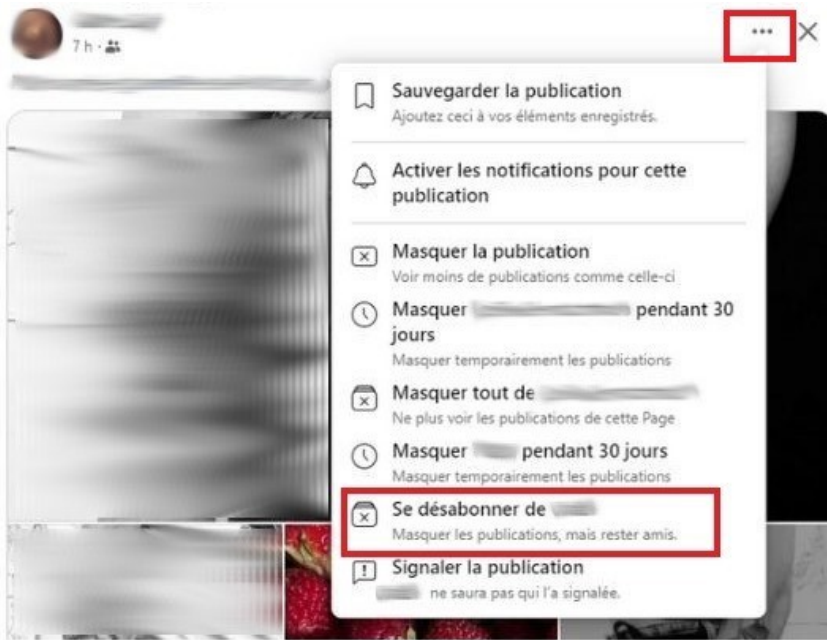 7 h ·
Sauvegarder la publication
Ajoutez ceci à vos éléments enregistrés.
Activer les notifications pour cette
publication
Masquer la publication
Voir moins de publications comme celle-ci
Masquer pendant 30
jours
Masquer temporairement les publications
Masquer tout de
Ne plus voir les publications de cette Page
Masquer pendant 30 jours
Masquer temporairement les publications
Se désabonner de
Masquer les publications, mais rester amis.
Signaler la publication
ne saura pas qui l'a signalée.